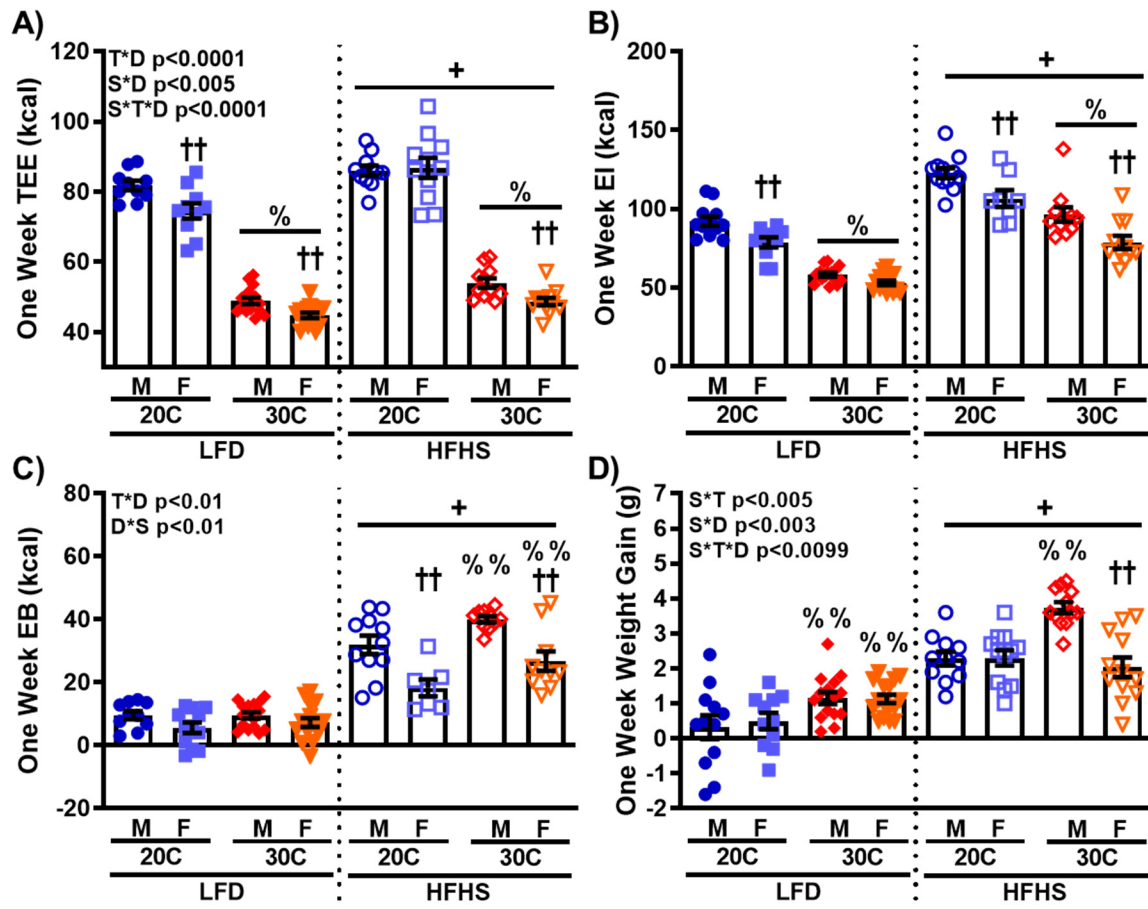 A)
One Week TEE (kcal)
120
100
80
60
40
T*D p<0.0001
S*D p<0.005
S*T*D p<0.0001
††
%
††
+
%
††
M F M F M F M F
20C 30C 20C 30C
LFD HFHS
B)
One Week EI (kcal)
200
150
100
50
0
††
%
+
††
%
††
M F M F M F M F
20C 30C 20C 30C
LFD HFHS
C)
One Week EB (kcal)
80
60
40
20
0
-20
T*D p<0.01
D*S p<0.01
+
††
% %
% %
††
M F M F M F M F
20C 30C 20C 30C
LFD HFHS
D)
One Week Weight Gain (g)
7
6
5
4
3
2
1
0
-1
-2
S*T p<0.005
S*D p<0.003
S*T*D p<0.0099
% %
% %
+
% %
††
M F M F M F M F
20C 30C 20C 30C
LFD HFHS